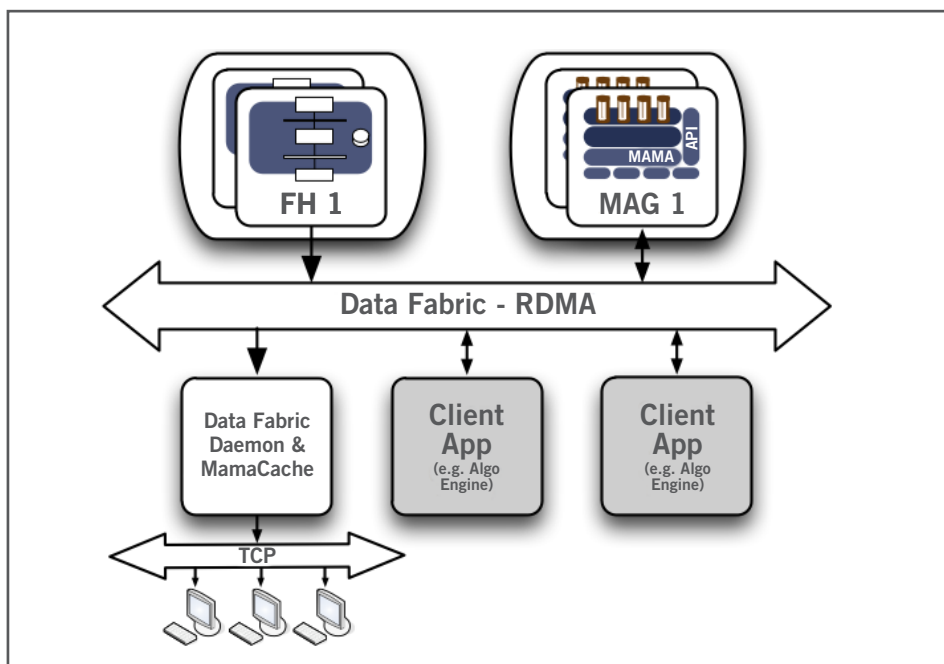 API
MAMA
FH 1
MAG 1
Data Fabric - RDMA
Data Fabric
Daemon &
MamaCache
Client
App
(e.g. Algo
Engine)
Client
App
(e.g. Algo
Engine)
TCP